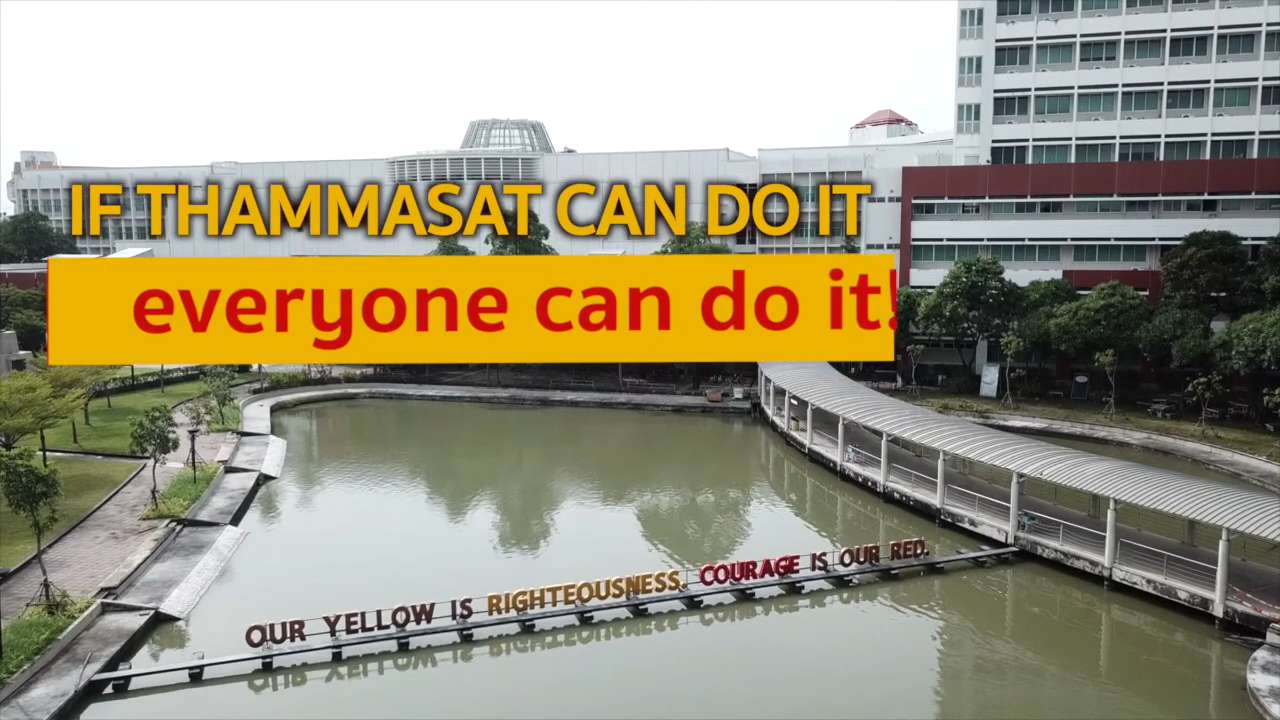 IF THAMMASAT CAN DO IT
everyone can do it!
OUR YELLOW IS RIGHTEOUSNESS. COURAGE IS OUR RED.